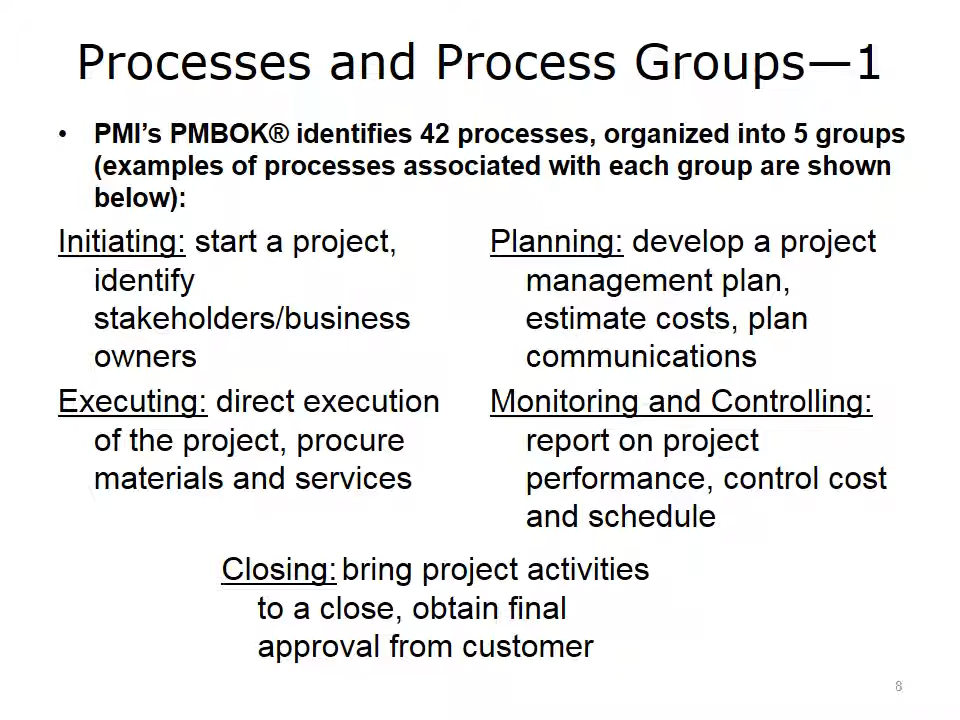 Processes and Process Groups—1
• PMI’s PMBOK® identifies 42 processes, organized into 5 groups
(examples of processes associated with each group are shown
below):
Initiating: start a project,
identify
stakeholders/business
owners
Planning: develop a project
management plan,
estimate costs, plan
communications
Executing: direct execution
of the project, procure
materials and services
Monitoring and Controlling:
report on project
performance, control cost
and schedule
Closing: bring project activities
to a close, obtain final
approval from customer
8